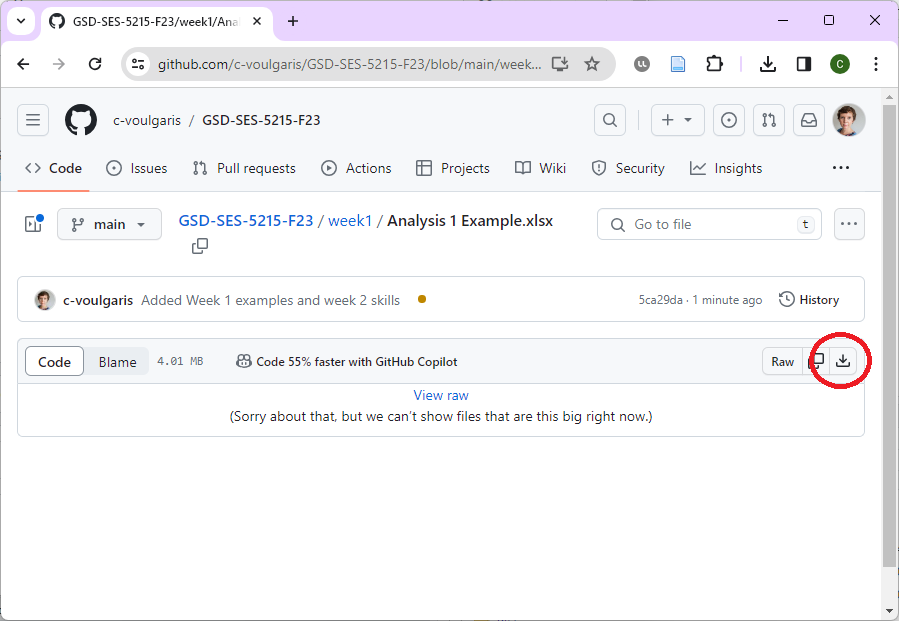 GSD-SES-5215-F23/week1/Ana
github.com/c-voulgaris/GSD-SES-5215-F23/blob/main/week...
C
c-voulgaris / GSD-SES-5215-F23
Code Issues Pull requests Actions Projects Wiki Security Insights
main GSD-SES-5215-F23 / week1 / Analysis 1 Example.xlsx Go to file t
c-voulgaris Added Week 1 examples and week 2 skills 5ca29da · 1 minute ago History
Code Blame 4.01 MB Code 55% faster with GitHub Copilot Raw
View raw
(Sorry about that, but we can't show files that are this big right now.)